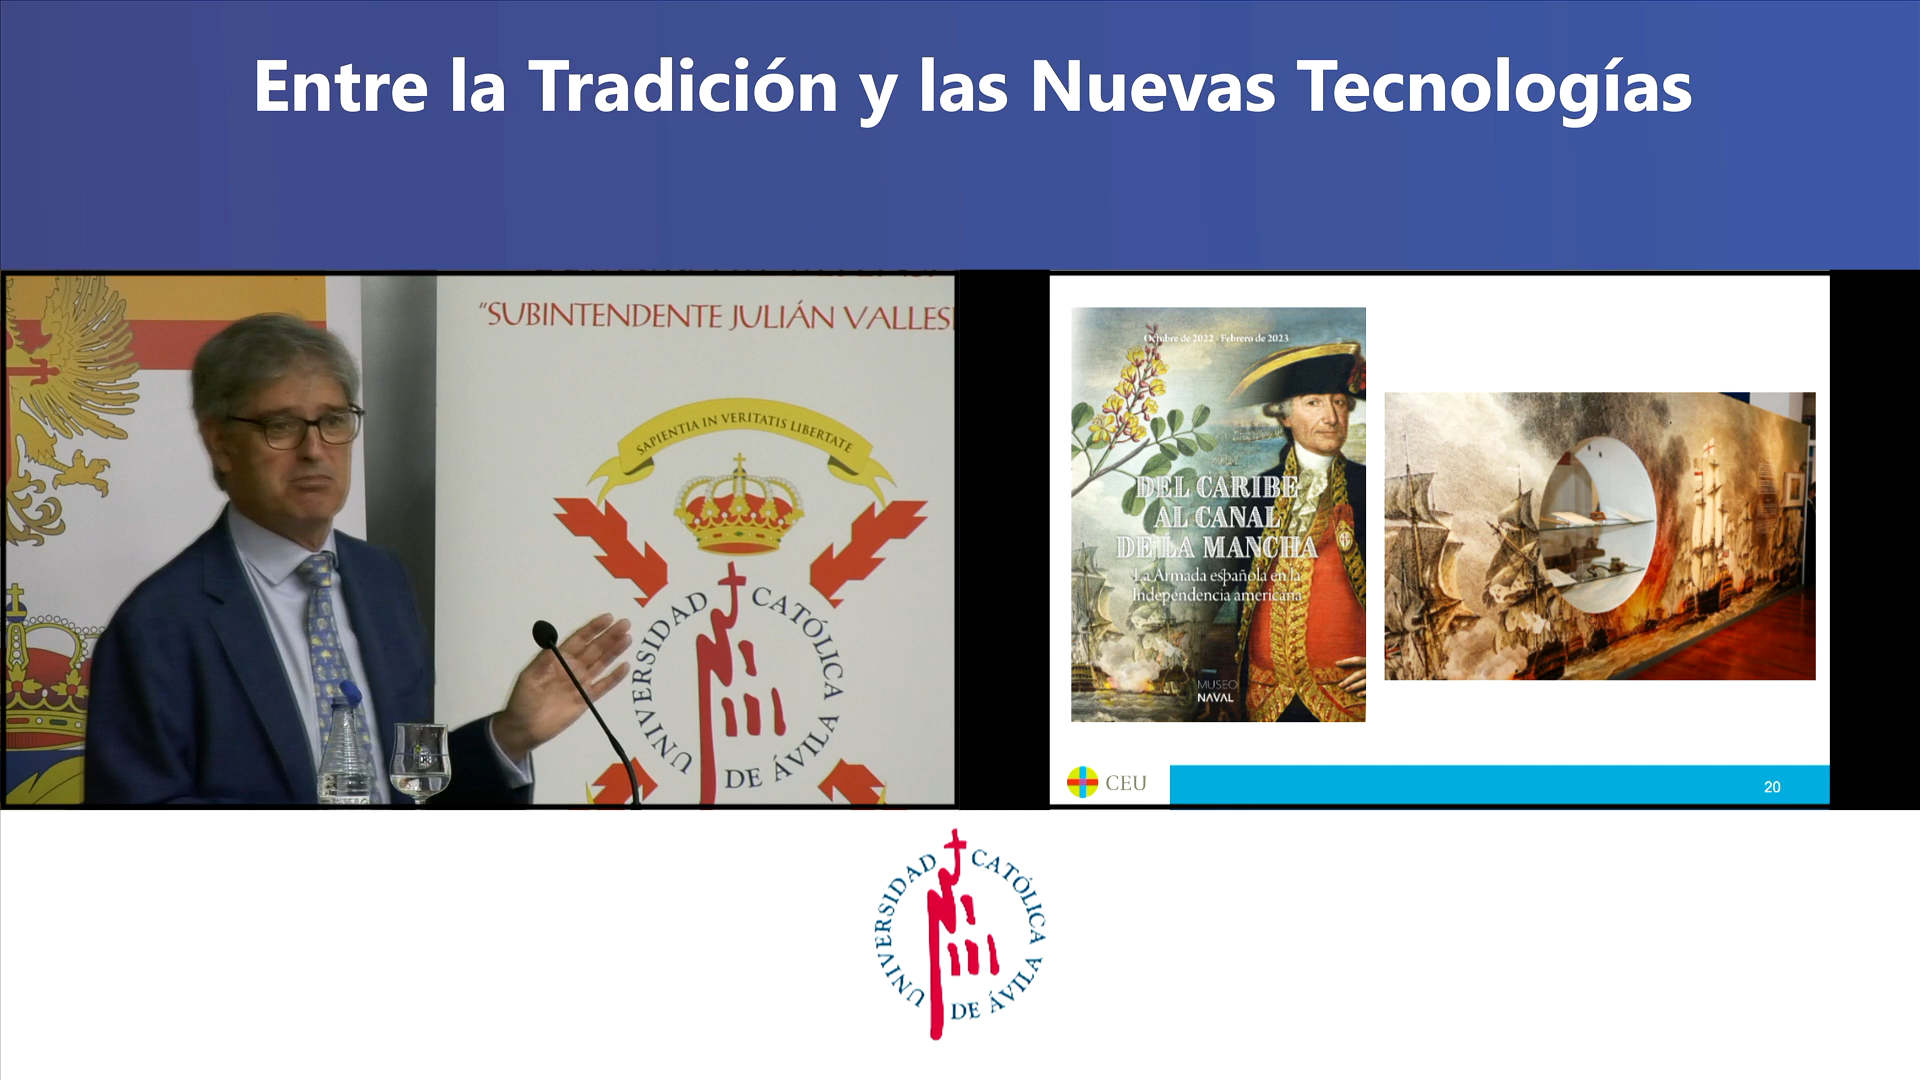 Entre la Tradición y las Nuevas Tecnologías
"SUBINTENDENTE JULIÁN VALLES
SAPIENTIA IN VERITATIS LIBERTATE
UNIVERSIDAD CATÓLICA DE ÁVILA
Octubre de 2022 - Febrero de 2023
DEL CARIBE
AL CANAL
DE LA MANCHA
La Armada española en la
Independencia americana
MUSEO
NAVAL
CEU
20
UNIVERSIDAD CATÓLICA DE ÁVILA